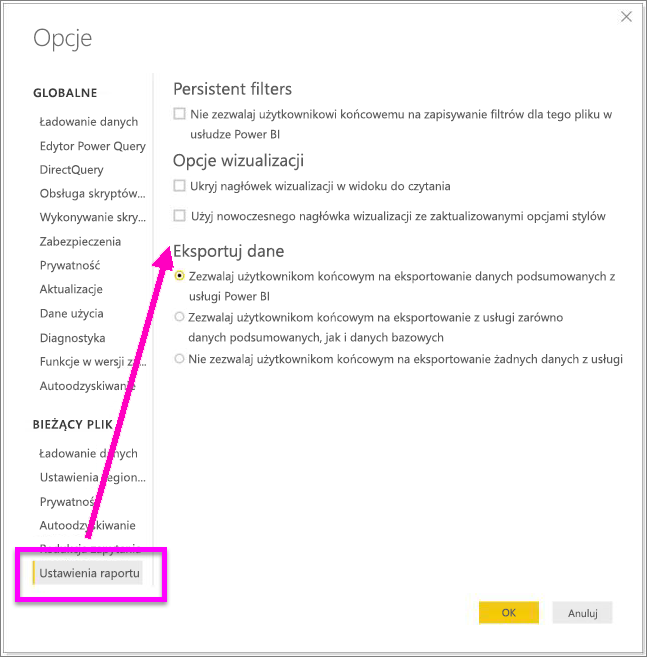 Opcje
GLOBALNE
Ładowanie danych
Edytor Power Query
DirectQuery
Obsługa skryptów...
Wykonywanie skry...
Zabezpieczenia
Prywatność
Aktualizacje
Dane użycia
Diagnostyka
Funkcje w wersji za...
Autoodzyskiwanie
BIEŻĄCY PLIK
Ładowanie danych
Ustawienia region...
Prywatność
Autoodzyskiwanie
Redakcja zapytania
Ustawienia raportu
Persistent filters
Nie zezwalaj użytkownikowi końcowemu na zapisywanie filtrów dla tego pliku w
usłudze Power BI
Opcje wizualizacji
Ukryj nagłówek wizualizacji w widoku do czytania
Użyj nowoczesnego nagłówka wizualizacji ze zaktualizowanymi opcjami stylów
Eksportuj dane
Zezwalaj użytkownikom końcowym na eksportowanie danych podsumowanych z
usługi Power BI
Zezwalaj użytkownikom końcowym na eksportowanie z usługi zarówno
danych podsumowanych, jak i danych bazowych
Nie zezwalaj użytkownikom końcowym na eksportowanie żadnych danych z usługi
OK
Anuluj